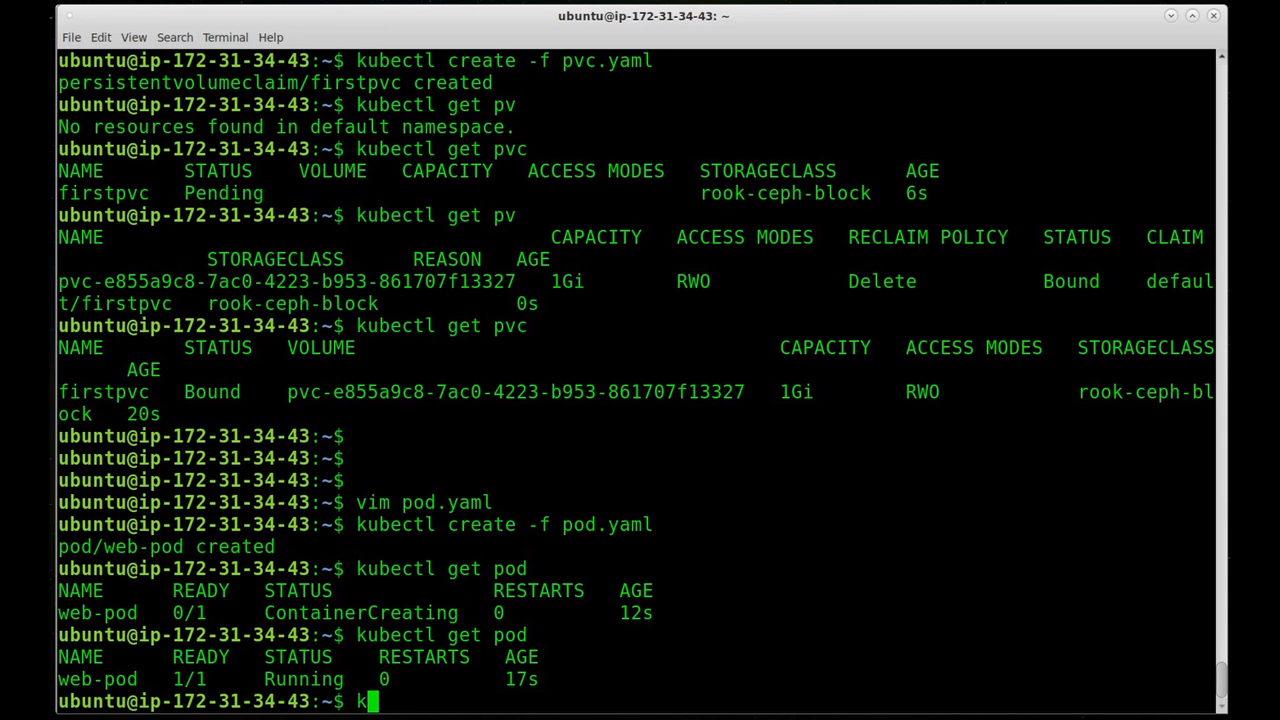 ubuntu@ip-172-31-34-43: ~
File Edit View Search Terminal Help
ubuntu@ip-172-31-34-43:~$ kubectl create -f pvc.yaml
persistentvolumeclaim/firstpvc created
ubuntu@ip-172-31-34-43:~$ kubectl get pv
No resources found in default namespace.
ubuntu@ip-172-31-34-43:~$ kubectl get pvc
NAME STATUS VOLUME CAPACITY ACCESS MODES STORAGECLASS AGE
firstpvc Pending rook-ceph-block 6s
ubuntu@ip-172-31-34-43:~$ kubectl get pv
NAME CAPACITY ACCESS MODES RECLAIM POLICY STATUS CLAIM
STORAGECLASS REASON AGE
pvc-e855a9c8-7ac0-4223-b953-861707f13327 1Gi RWO Delete Bound defaul
t/firstpvc rook-ceph-block 0s
ubuntu@ip-172-31-34-43:~$ kubectl get pvc
NAME STATUS VOLUME CAPACITY ACCESS MODES STORAGECLASS
AGE
firstpvc Bound pvc-e855a9c8-7ac0-4223-b953-861707f13327 1Gi RWO rook-ceph-bl
ock 20s
ubuntu@ip-172-31-34-43:~$
ubuntu@ip-172-31-34-43:~$
ubuntu@ip-172-31-34-43:~$
ubuntu@ip-172-31-34-43:~$ vim pod.yaml
ubuntu@ip-172-31-34-43:~$ kubectl create -f pod.yaml
pod/web-pod created
ubuntu@ip-172-31-34-43:~$ kubectl get pod
NAME READY STATUS RESTARTS AGE
web-pod 0/1 ContainerCreating 0 12s
ubuntu@ip-172-31-34-43:~$ kubectl get pod
NAME READY STATUS RESTARTS AGE
web-pod 1/1 Running 0 17s
ubuntu@ip-172-31-34-43:~$ k